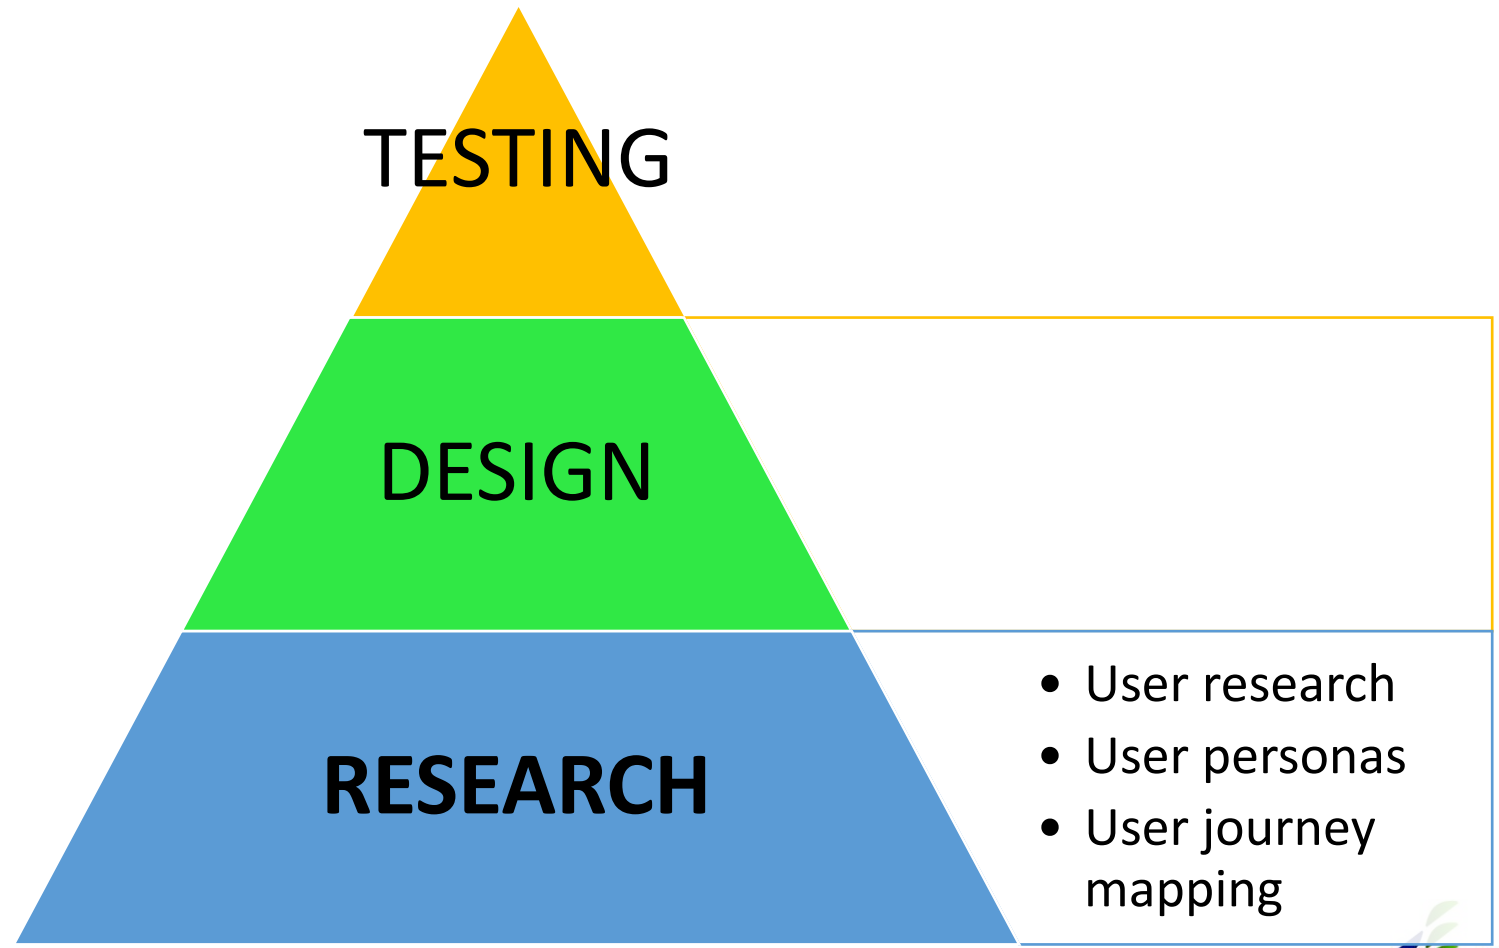 TESTING
DESIGN
RESEARCH
• User research
• User personas
• User journey
mapping